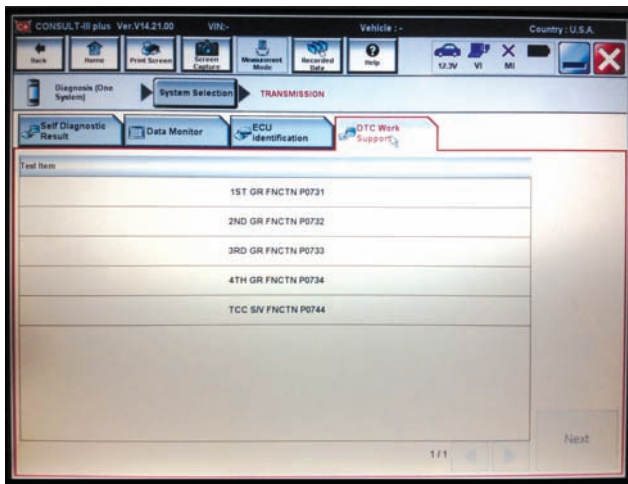 CONSULT-III plus Ver.V14.21.00 VIN:- Vehicle : - Country : U.S.A.
Back Home Print Screen Screen Capture Measurement Mode Recorded Data Help 12.3V VI MI
Diagnosis (One System) System Selection TRANSMISSION
Self Diagnostic Result Data Monitor ECU Identification DTC Work Support
Test Item
1ST GR FNCTN P0731
2ND GR FNCTN P0732
3RD GR FNCTN P0733
4TH GR FNCTN P0734
TCC S/V FNCTN P0744
1/1 Next